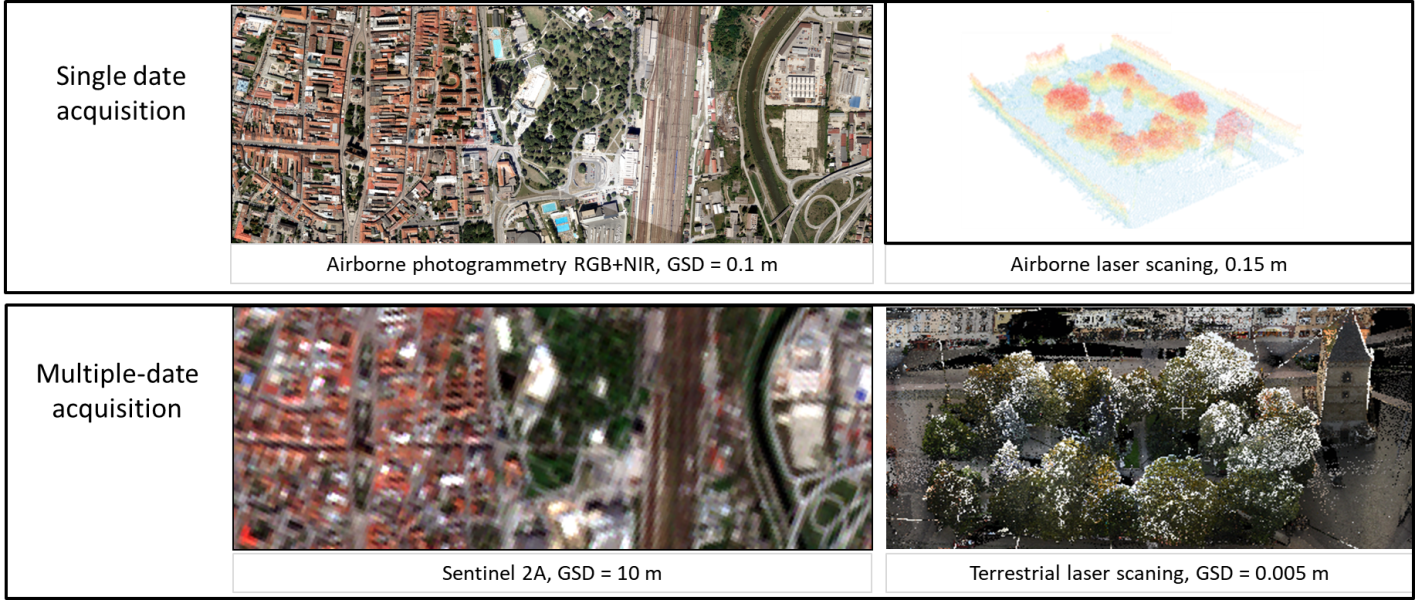 Single date
acquisition
Airborne photogrammetry RGB+NIR, GSD = 0.1 m
Airborne laser scaning, 0.15 m
Multiple-date
acquisition
Sentinel 2A, GSD = 10 m
Terrestrial laser scaning, GSD = 0.005 m